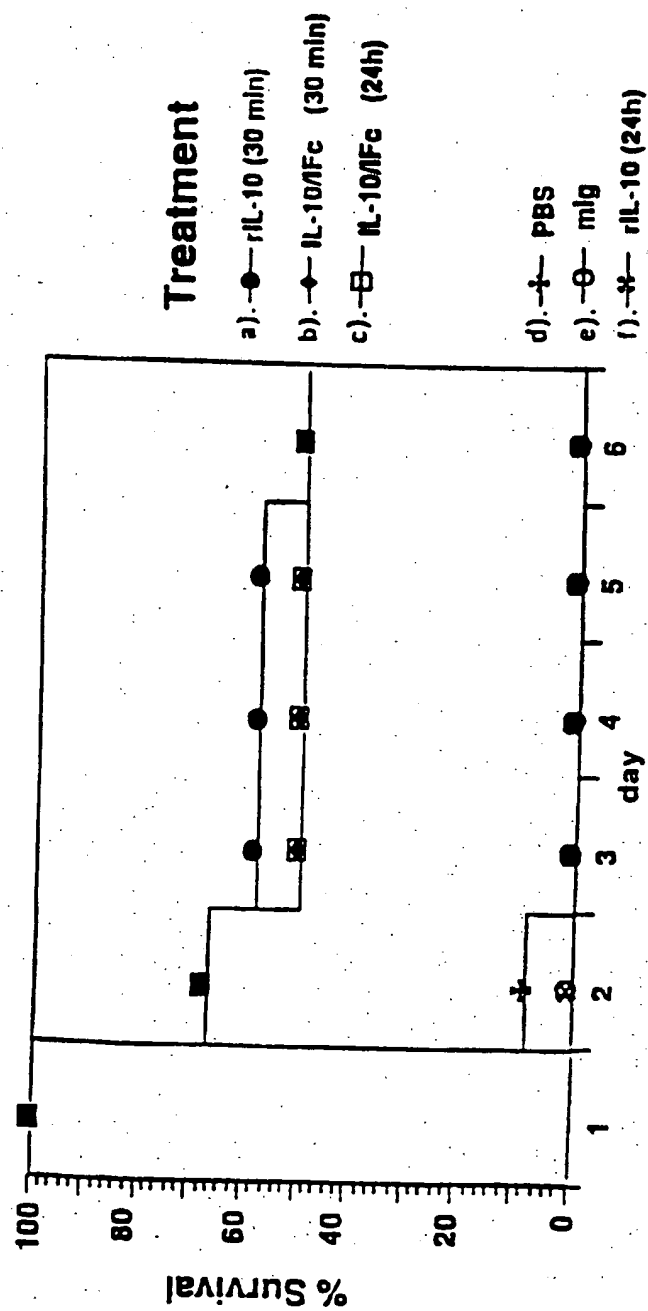 Treatment
a). rIL-10 (30 min)
b). IL-10/IFc (30 min)
c). IL-10/IFc (24h)
d). PBS
e). mIg
f). rIL-10 (24h)
% Survival
100
80
60
40
20
0
1
2
3
4
5
6
day